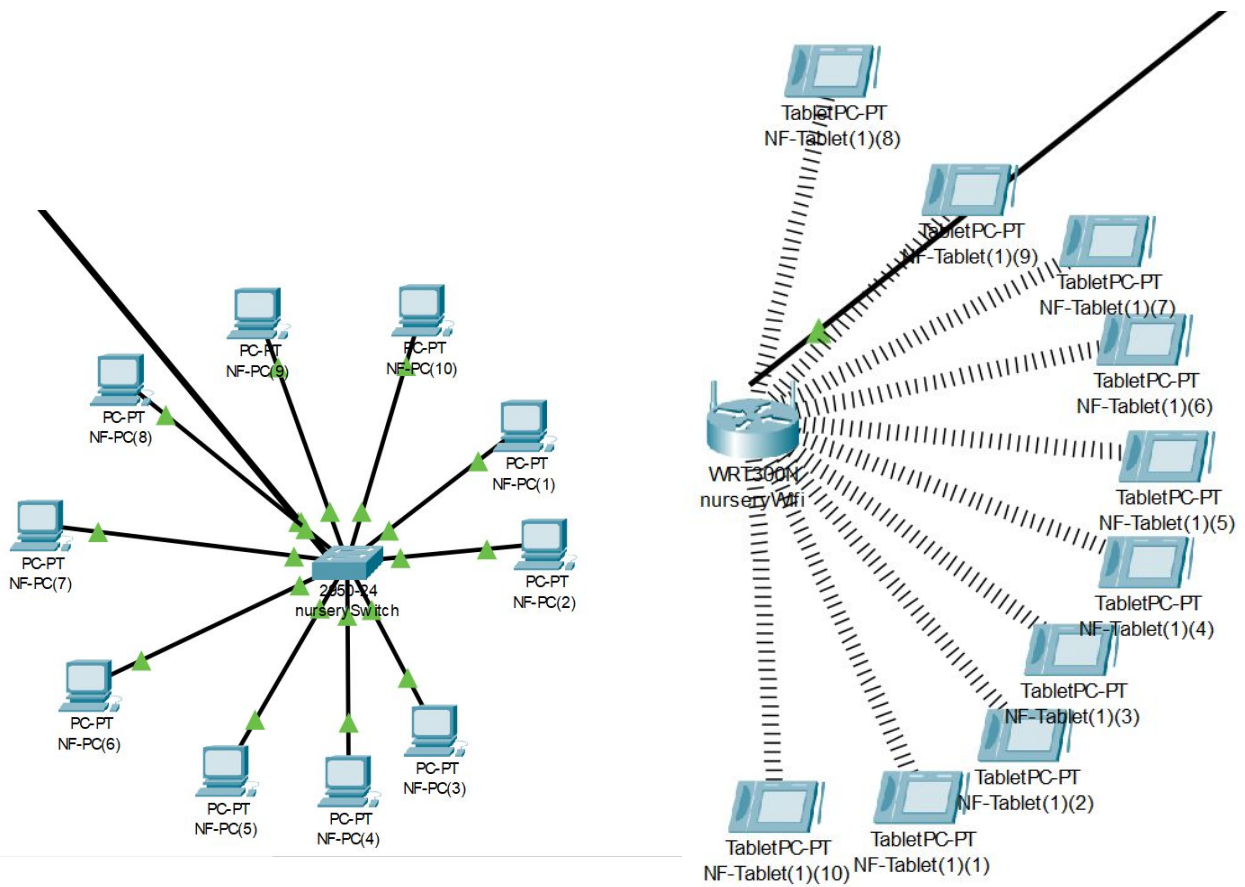 PC-PT
NF-PC(9)
PC-PT
NF-PC(10)
PC-PT
NF-PC(8)
PC-PT
NF-PC(1)
PC-PT
NF-PC(7)
PC-PT
NF-PC(2)
2950-24
nurserySwitch
PC-PT
NF-PC(6)
PC-PT
NF-PC(3)
PC-PT
NF-PC(5)
PC-PT
NF-PC(4)
TabletPC-PT
NF-Tablet(1)(8)
TabletPC-PT
NF-Tablet(1)(9)
TabletPC-PT
NF-Tablet(1)(7)
TabletPC-PT
NF-Tablet(1)(6)
WRT300N
nurseryWifi
TabletPC-PT
NF-Tablet(1)(5)
TabletPC-PT
NF-Tablet(1)(4)
TabletPC-PT
NF-Tablet(1)(3)
TabletPC-PT
NF-Tablet(1)(2)
TabletPC-PT
NF-Tablet(1)(1)
TabletPC-PT
NF-Tablet(1)(10)